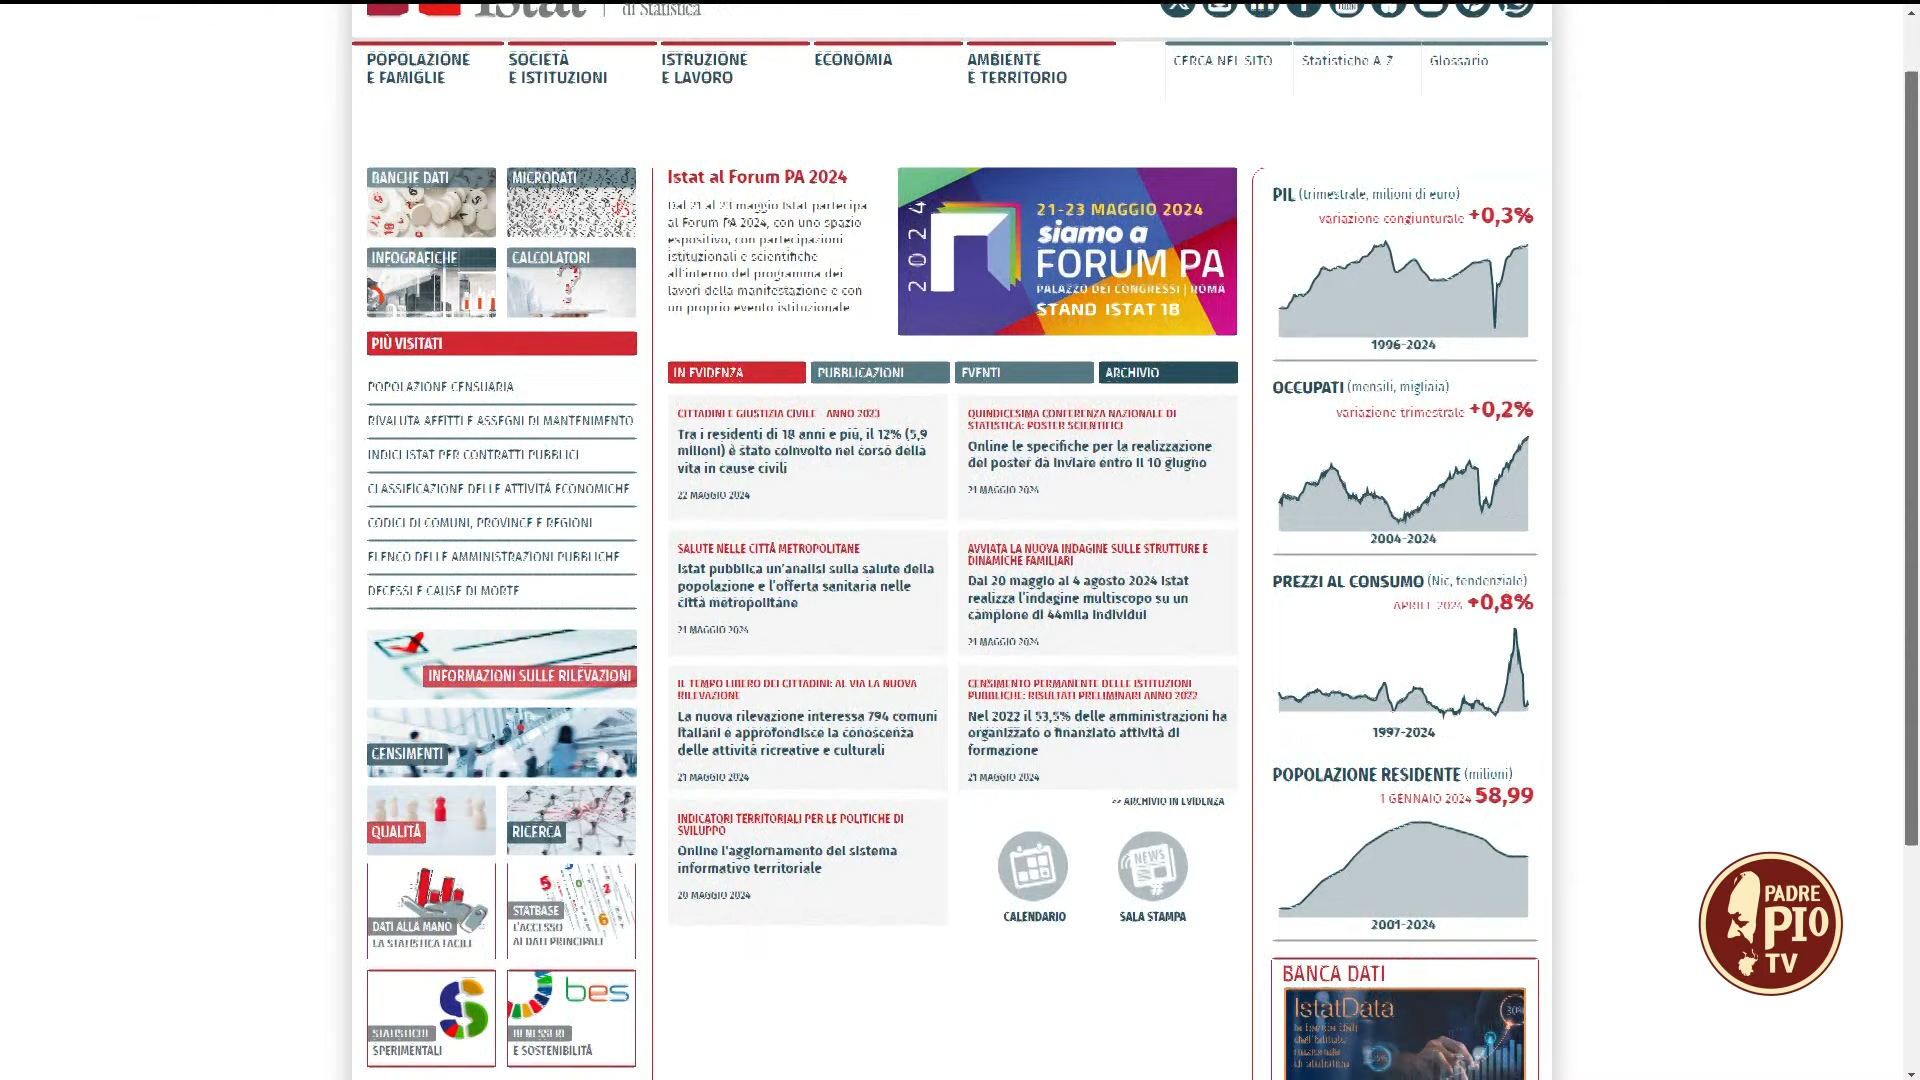 Istat
di Statistica
POPOLAZIONE
E FAMIGLIE
SOCIETÀ
E ISTITUZIONI
ISTRUZIONE
E LAVORO
ECONOMIA
AMBIENTE
E TERRITORIO
CERCA NEL SITO
Statistiche A-Z
Glossario
BANCHE DATI
MICRODATI
INFOGRAFICHE
CALCOLATORI
PIÙ VISITATI
POPOLAZIONE CENSUARIA
RIVALUTA AFFITTI E ASSEGNI DI MANTENIMENTO
INDICI ISTAT PER CONTRATTI PUBBLICI
CLASSIFICAZIONE DELLE ATTIVITÀ ECONOMICHE
CODICI DI COMUNI, PROVINCE E REGIONI
ELENCO DELLE AMMINISTRAZIONI PUBBLICHE
DECESSI E CAUSE DI MORTE
INFORMAZIONI SULLE RILEVAZIONI
CENSIMENTI
QUALITÀ
RICERCA
DATI ALLA MANO
LA STATISTICA FACILE
STATBASE
L'ACCESSO
AI DATI PRINCIPALI
STATISTICHE
SPERIMENTALI
bes
BENESSERE
E SOSTENIBILITÀ
Istat al Forum PA 2024
Dal 21 al 23 maggio Istat partecipa
al Forum PA 2024, con uno spazio
espositivo, con partecipazioni
istituzionali e scientifiche
all'interno del programma dei
lavori della manifestazione e con
un proprio evento istituzionale
2024
21-23 MAGGIO 2024
siamo a
FORUM PA
PALAZZO DEI CONGRESSI | ROMA
STAND ISTAT 18
IN EVIDENZA
PUBBLICAZIONI
EVENTI
ARCHIVIO
CITTADINI E GIUSTIZIA CIVILE - ANNO 2023
Tra i residenti di 18 anni e più, il 12% (5,9
milioni) è stato coinvolto nel corso della
vita in cause civili
22 MAGGIO 2024
QUINDICESIMA CONFERENZA NAZIONALE DI
STATISTICA: POSTER SCIENTIFICI
Online le specifiche per la realizzazione
dei poster da inviare entro il 10 giugno
21 MAGGIO 2024
SALUTE NELLE CITTÀ METROPOLITANE
Istat pubblica un'analisi sulla salute della
popolazione e l'offerta sanitaria nelle
città metropolitane
21 MAGGIO 2024
AVVIATA LA NUOVA INDAGINE SULLE STRUTTURE E
DINAMICHE FAMILIARI
Dal 20 maggio al 4 agosto 2024 Istat
realizza l'indagine multiscopo su un
campione di 44mila individui
21 MAGGIO 2024
IL TEMPO LIBERO DEI CITTADINI: AL VIA LA NUOVA
RILEVAZIONE
La nuova rilevazione interessa 794 comuni
italiani e approfondisce la conoscenza
delle attività ricreative e culturali
21 MAGGIO 2024
CENSIMENTO PERMANENTE DELLE ISTITUZIONI
PUBBLICHE: RISULTATI PRELIMINARI ANNO 2022
Nel 2022 il 53,5% delle amministrazioni ha
organizzato o finanziato attività di
formazione
21 MAGGIO 2024
INDICATORI TERRITORIALI PER LE POLITICHE DI
SVILUPPO
Online l'aggiornamento del sistema
informativo territoriale
20 MAGGIO 2024
>> ARCHIVIO IN EVIDENZA
NEWS
CALENDARIO
SALA STAMPA
PIL (trimestrale, milioni di euro)
variazione congiunturale +0,3%
1996-2024
OCCUPATI (mensili, migliaia)
variazione trimestrale +0,2%
2004-2024
PREZZI AL CONSUMO (Nic, tendenziale)
APRILE 2024 +0,8%
1997-2024
POPOLAZIONE RESIDENTE (milioni)
1 GENNAIO 2024 58,99
2001-2024
BANCA DATI
IstatData
la banca dati
dell'Istituto
nazionale
di statistica
30%
PADRE
PIO
TV